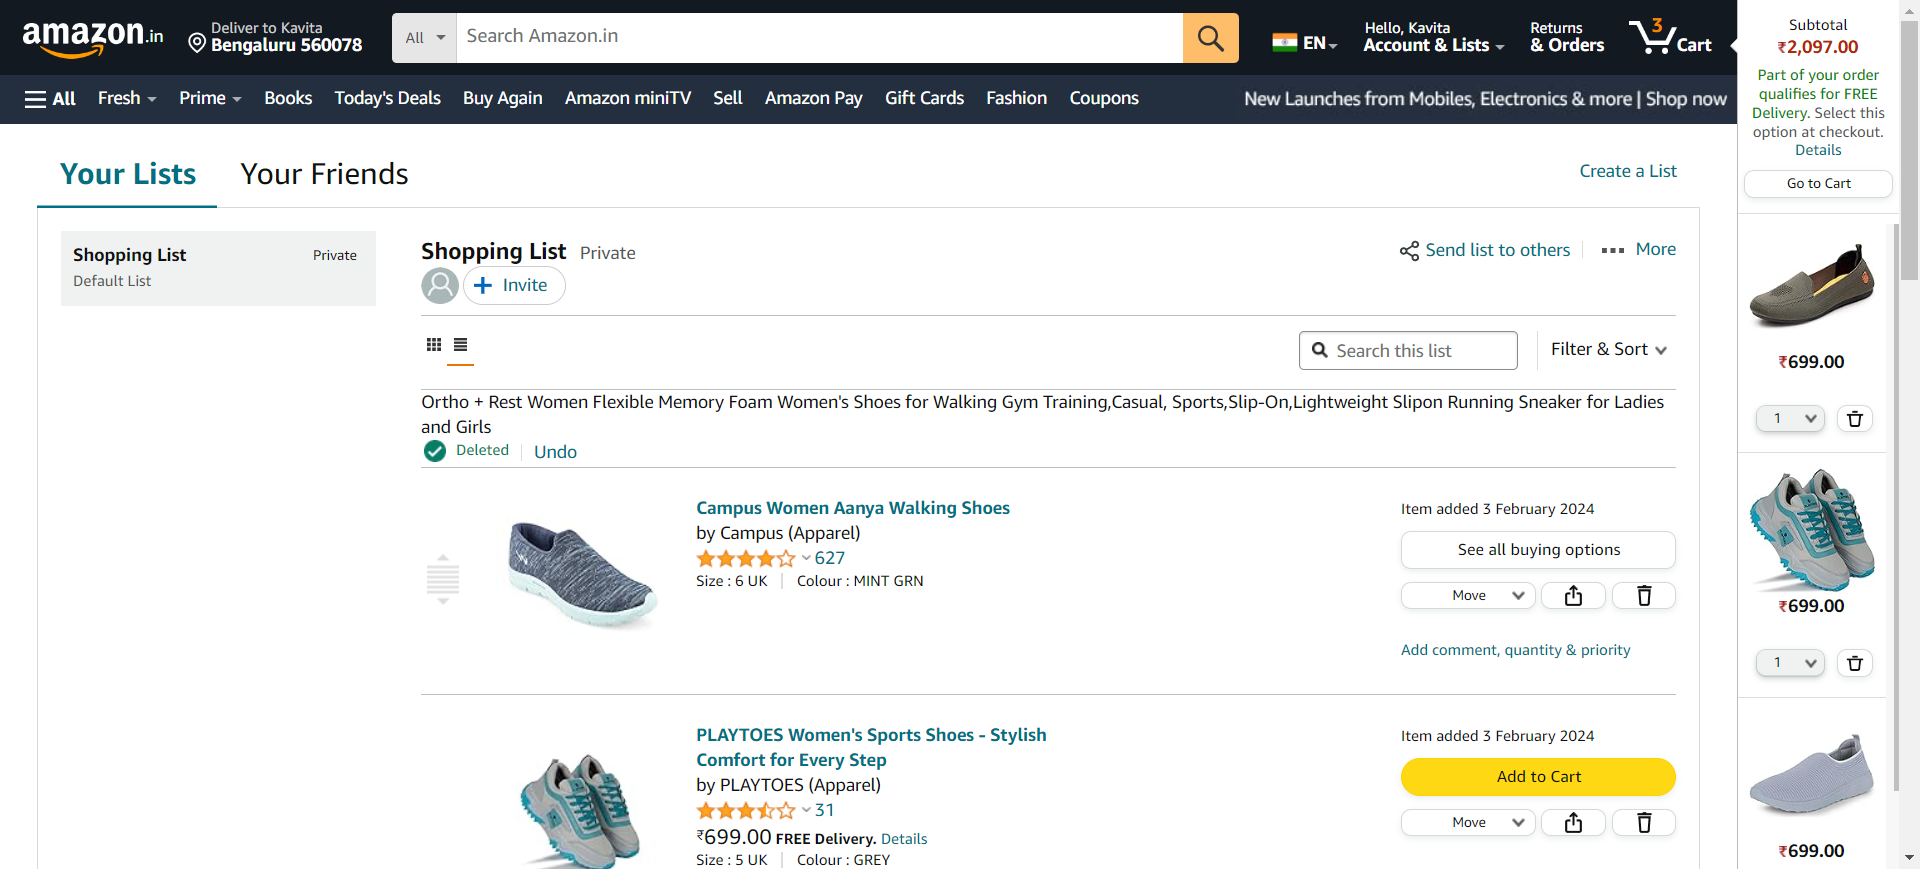 amazon.in
Deliver to Kavita
Bengaluru 560078
All
Search Amazon.in
EN
Hello, Kavita
Account & Lists
Returns
& Orders
3
Cart
All
Fresh
Prime
Books
Today's Deals
Buy Again
Amazon miniTV
Sell
Amazon Pay
Gift Cards
Fashion
Coupons
New Launches from Mobiles, Electronics & more | Shop now
Subtotal
₹2,097.00
Part of your order
qualifies for FREE
Delivery. Select this
option at checkout.
Details
Go to Cart
₹699.00
1
₹699.00
1
₹699.00
Your Lists
Your Friends
Create a List
Shopping List
Private
Default List
Shopping List Private
Send list to others
More
Invite
Search this list
Filter & Sort
Ortho + Rest Women Flexible Memory Foam Women's Shoes for Walking Gym Training,Casual, Sports,Slip-On,Lightweight Slipon Running Sneaker for Ladies
and Girls
Deleted
Undo
Campus Women Aanya Walking Shoes
by Campus (Apparel)
627
Size : 6 UK
Colour : MINT GRN
Item added 3 February 2024
See all buying options
Move
Add comment, quantity & priority
PLAYTOES Women's Sports Shoes - Stylish
Comfort for Every Step
by PLAYTOES (Apparel)
31
₹699.00 FREE Delivery. Details
Size : 5 UK
Colour : GREY
Item added 3 February 2024
Add to Cart
Move